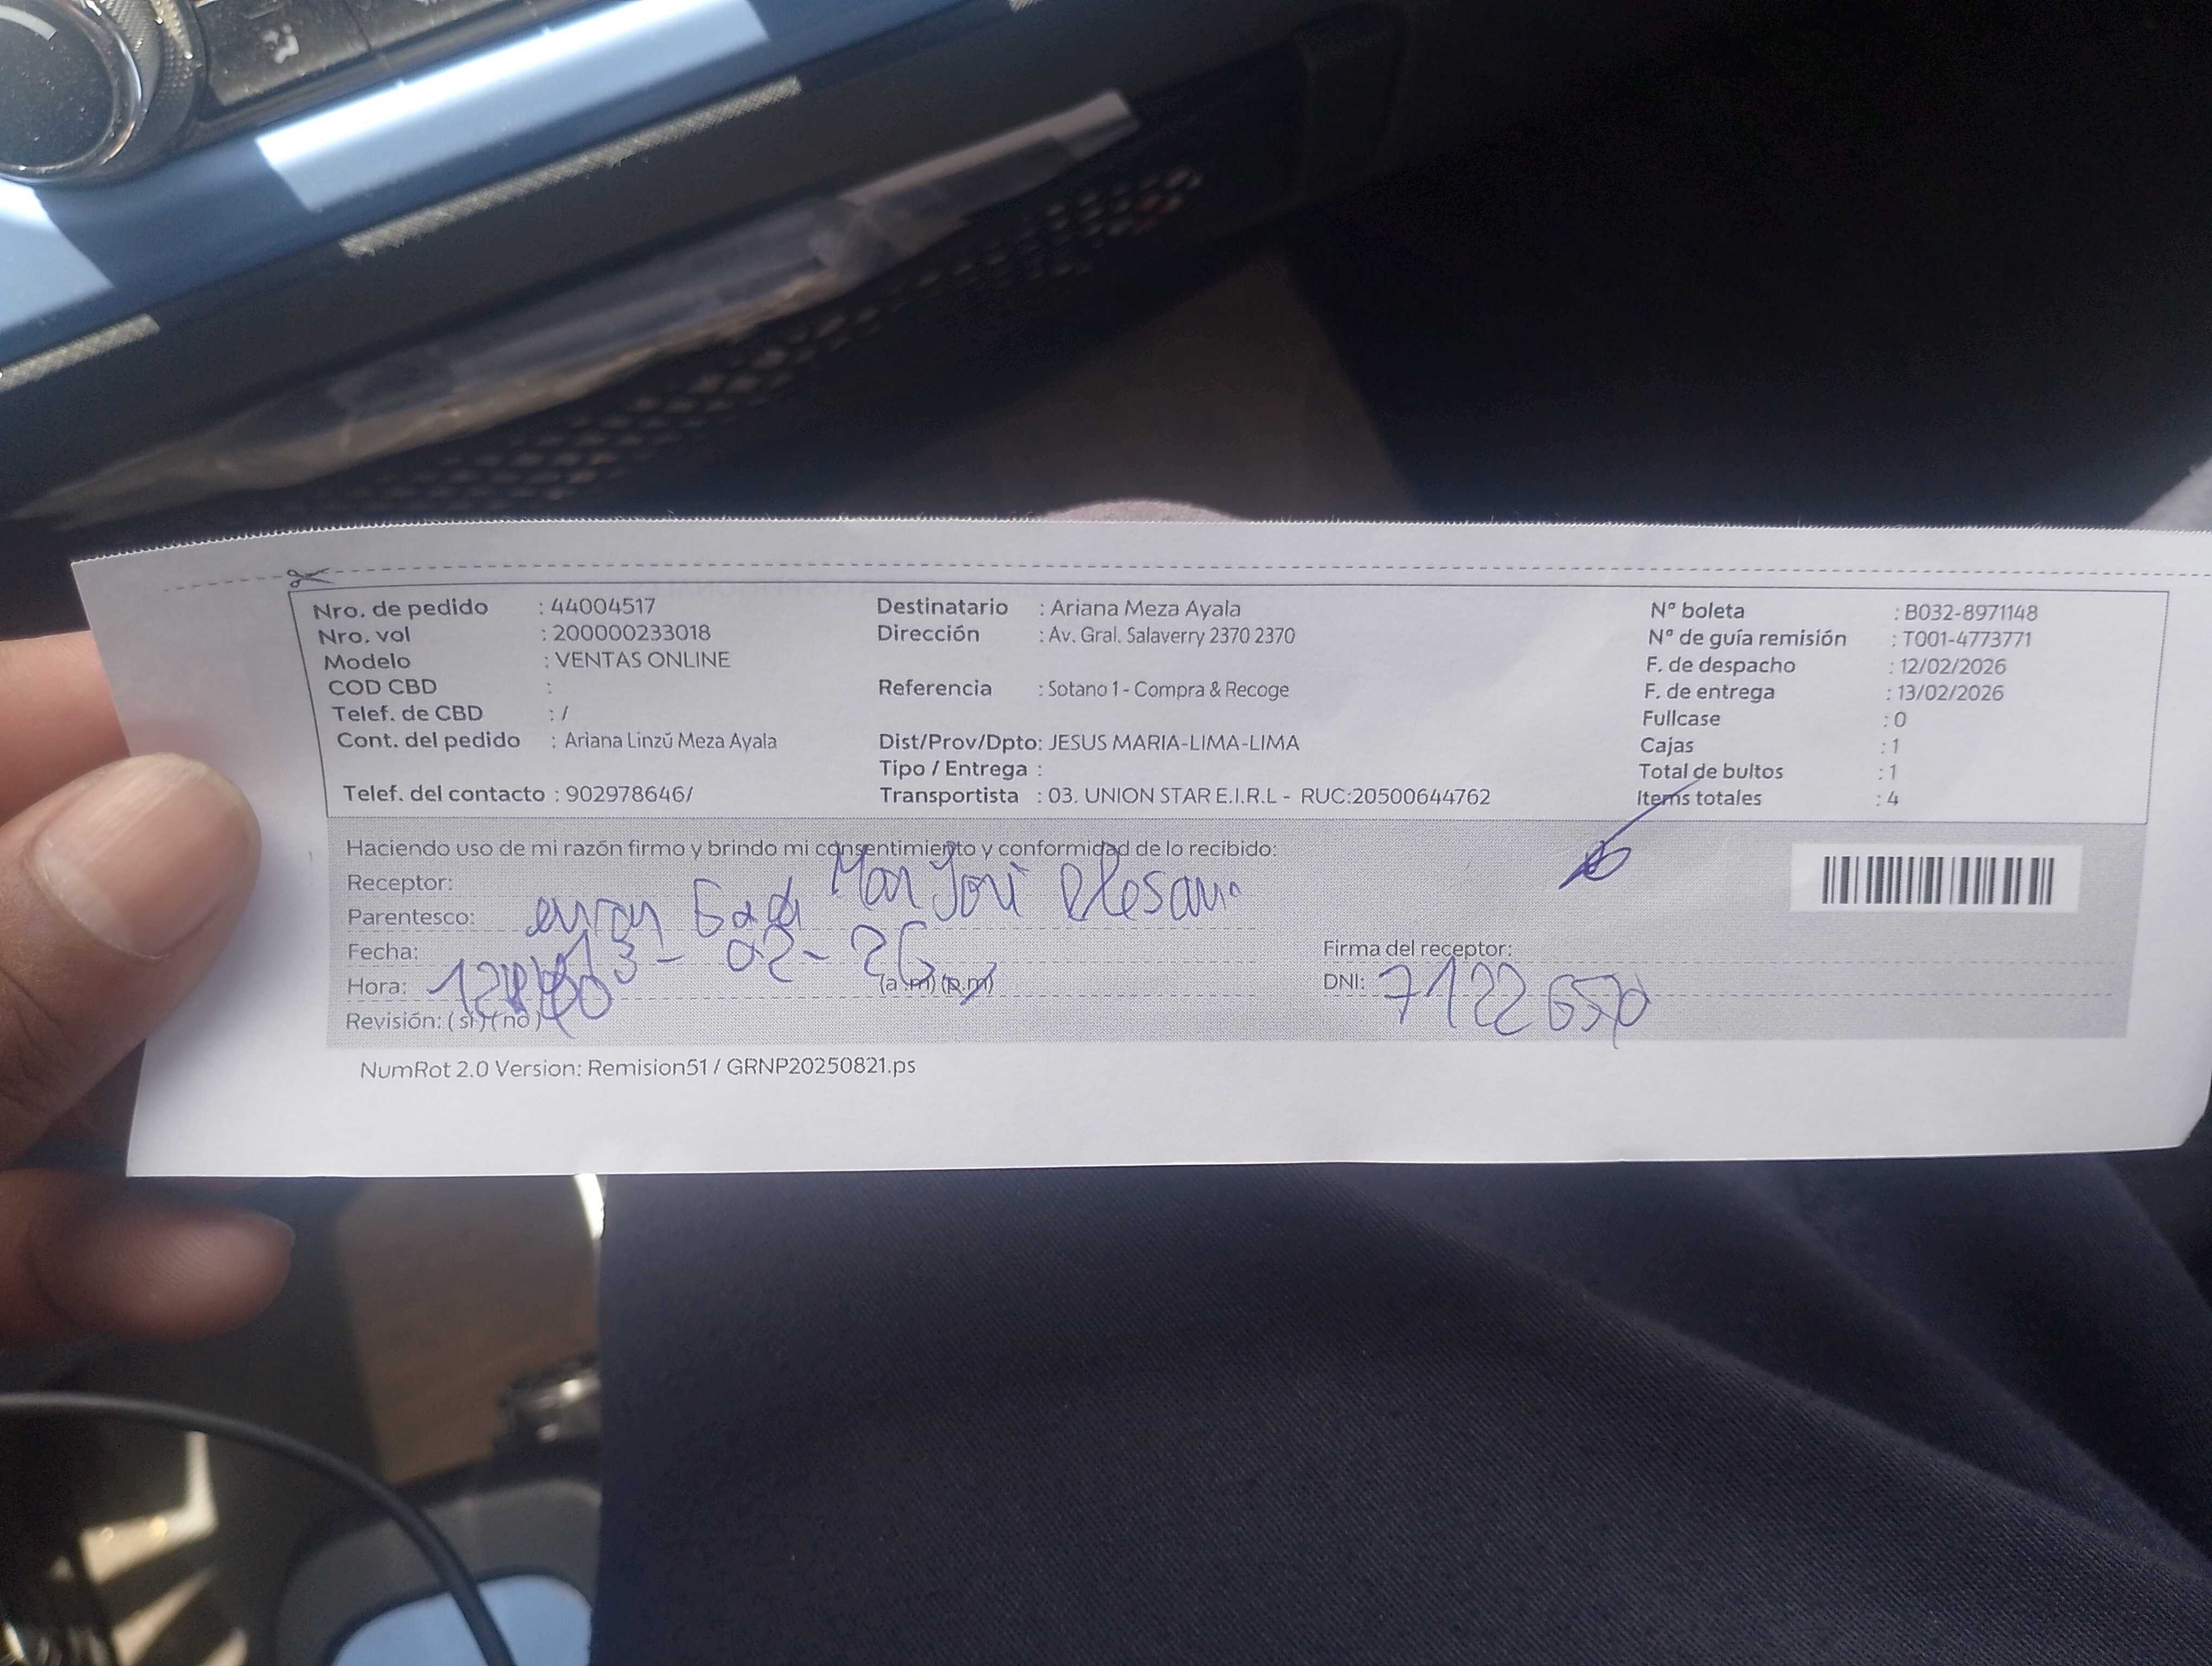 Nro. de pedido : 44004517
Nro. vol : 200000233018
Modelo : VENTAS ONLINE
COD CBD :
Telef. de CBD : /
Cont. del pedido : Ariana Linzú Meza Ayala
Telef. del contacto : 902978646/
Destinatario : Ariana Meza Ayala
Dirección : Av. Gral. Salaverry 2370 2370
Referencia : Sotano 1 - Compra & Recoge
Dist/Prov/Dpto: JESUS MARIA-LIMA-LIMA
Tipo / Entrega :
Transportista : 03. UNION STAR E.I.R.L - RUC:20500644762
N° boleta : B032-8971148
N° de guía remisión : T001-4773771
F. de despacho : 12/02/2026
F. de entrega : 13/02/2026
Fullcase : 0
Cajas : 1
Total de bultos : 1
Items totales : 4
Haciendo uso de mi razón firmo y brindo mi consentimiento y conformidad de lo recibido:
Receptor:
Parentesco:
Fecha: 13-02-26
Hora: (a.m) (p.m)
Revisión: ( si ) ( no )
Firma del receptor:
DNI:
NumRot 2.0 Version: Remision51 / GRNP20250821.ps